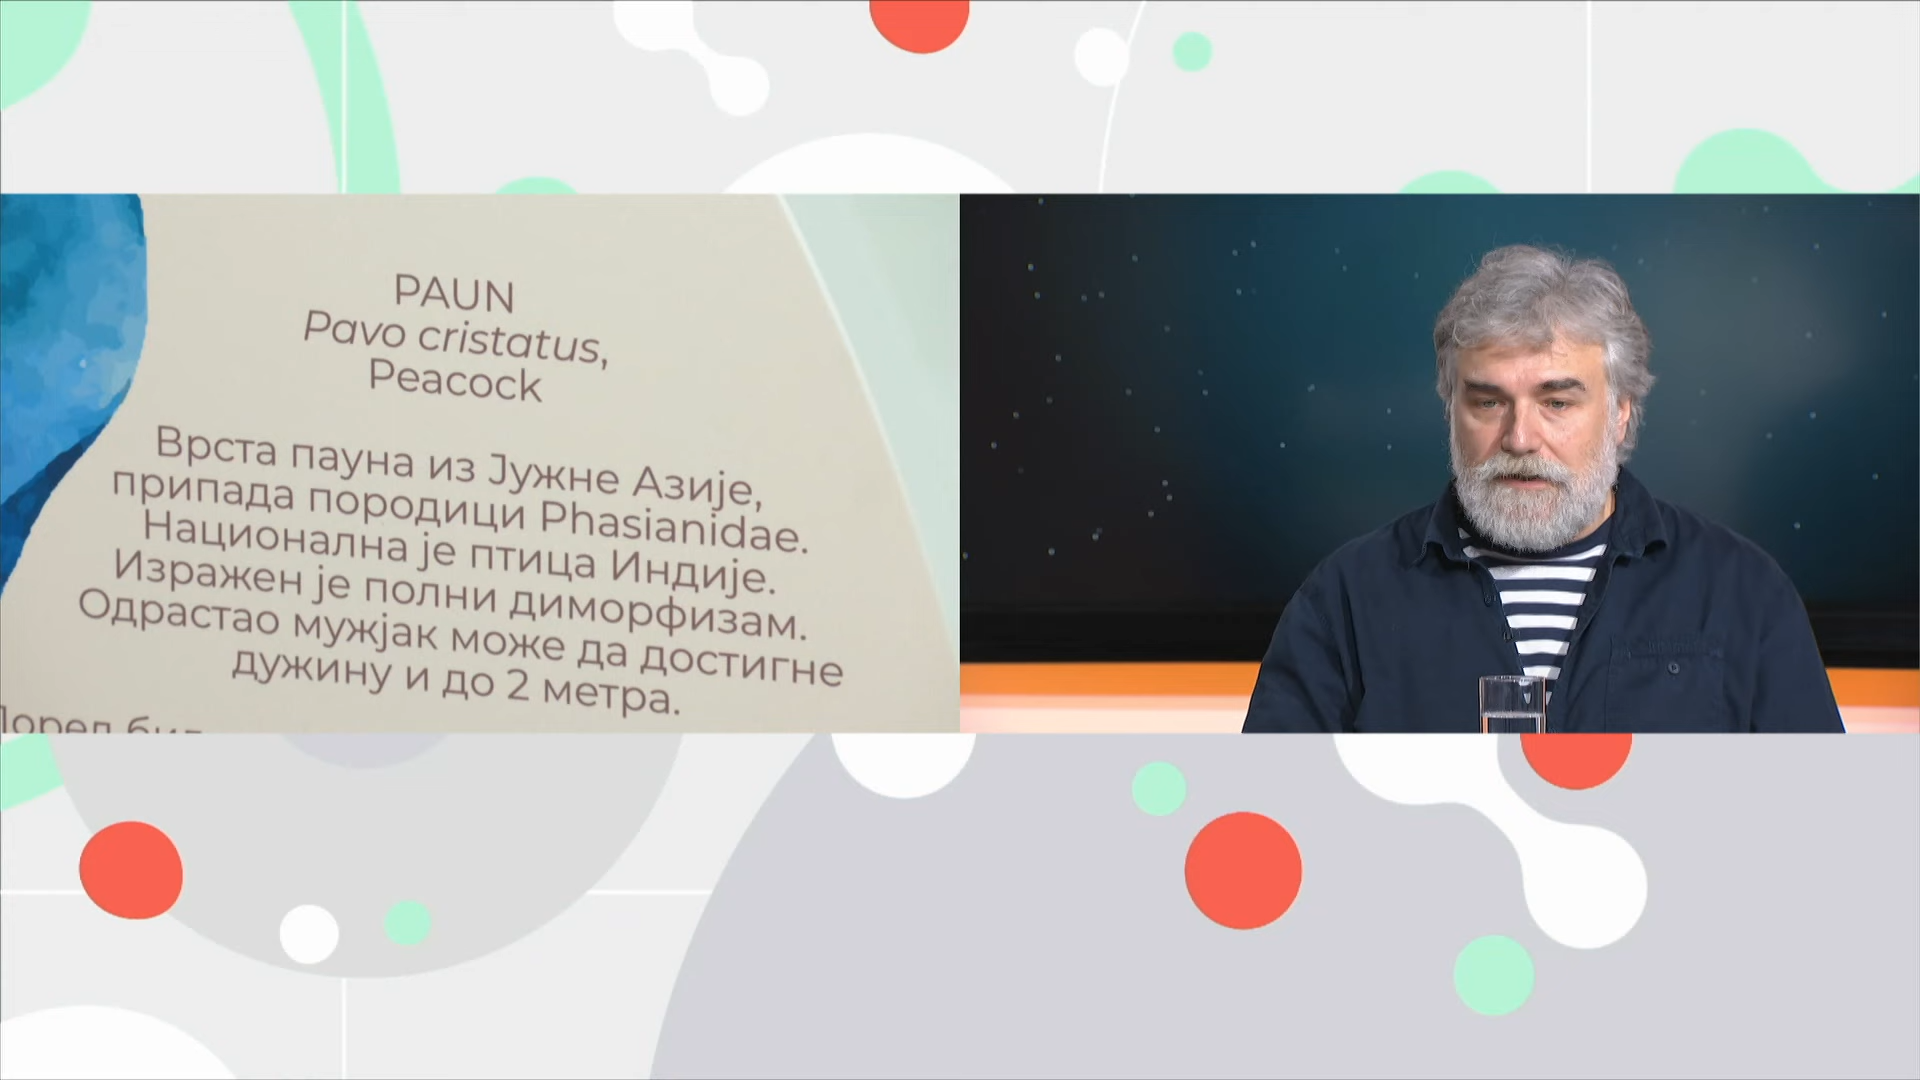 PAUN
Pavo cristatus,
Peacock
Врста пауна из Јужне Азије,
припада породици Phasianidae.
Национална је птица Индије.
Изражен је полни диморфизам.
Одрастао мужјак може да достигне
дужину и до 2 метра.